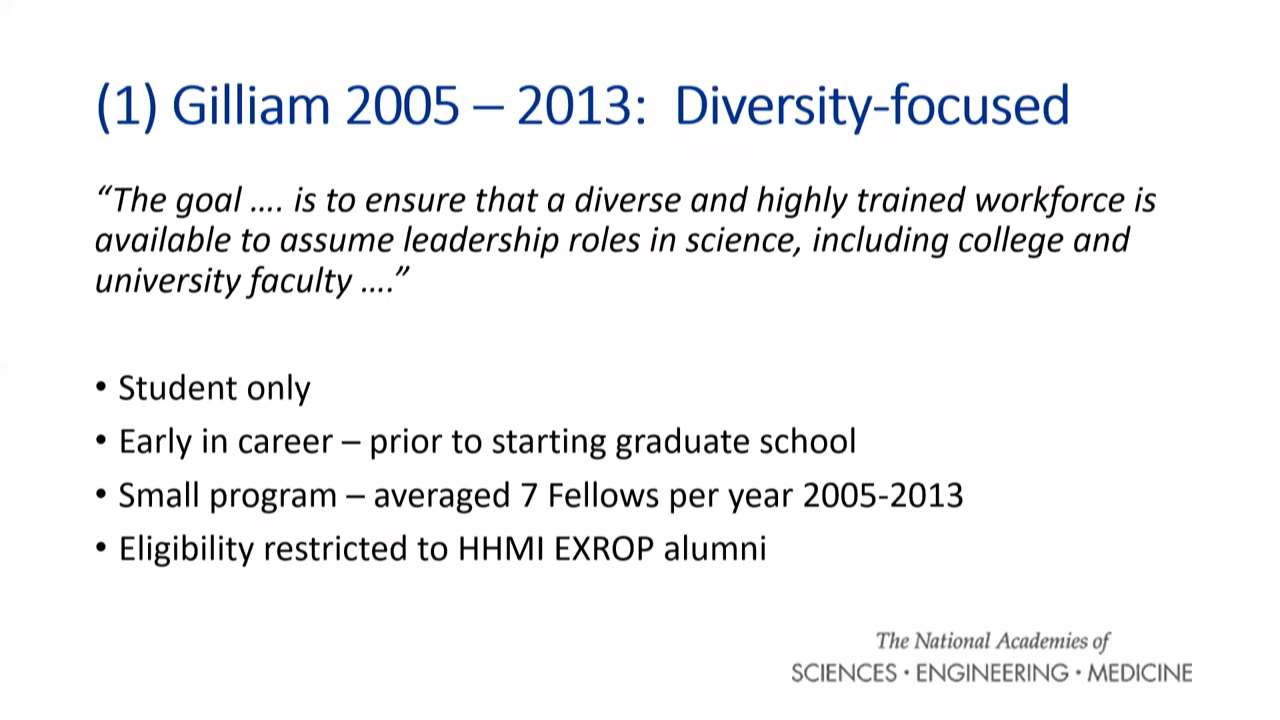 (1) Gilliam 2005 – 2013:  Diversity-focused
“The goal …. is to ensure that a diverse and highly trained workforce is
available to assume leadership roles in science, including college and
university faculty ….”
• Student only
• Early in career – prior to starting graduate school
• Small program – averaged 7 Fellows per year 2005-2013
• Eligibility restricted to HHMI EXROP alumni
The National Academies of
SCIENCES · ENGINEERING · MEDICINE